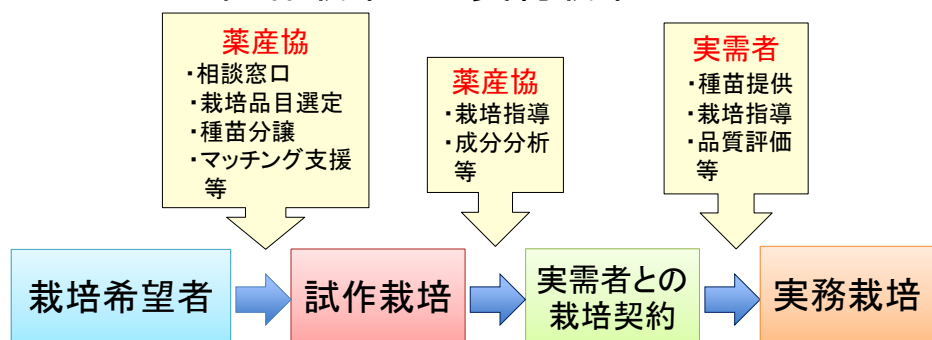 薬産協
・相談窓口
・栽培品目選定
・種苗分譲
・マッチング支援
等
薬産協
・栽培指導
・成分分析
等
実需者
・種苗提供
・栽培指導
・品質評価
等
栽培希望者
試作栽培
実需者との
栽培契約
実務栽培